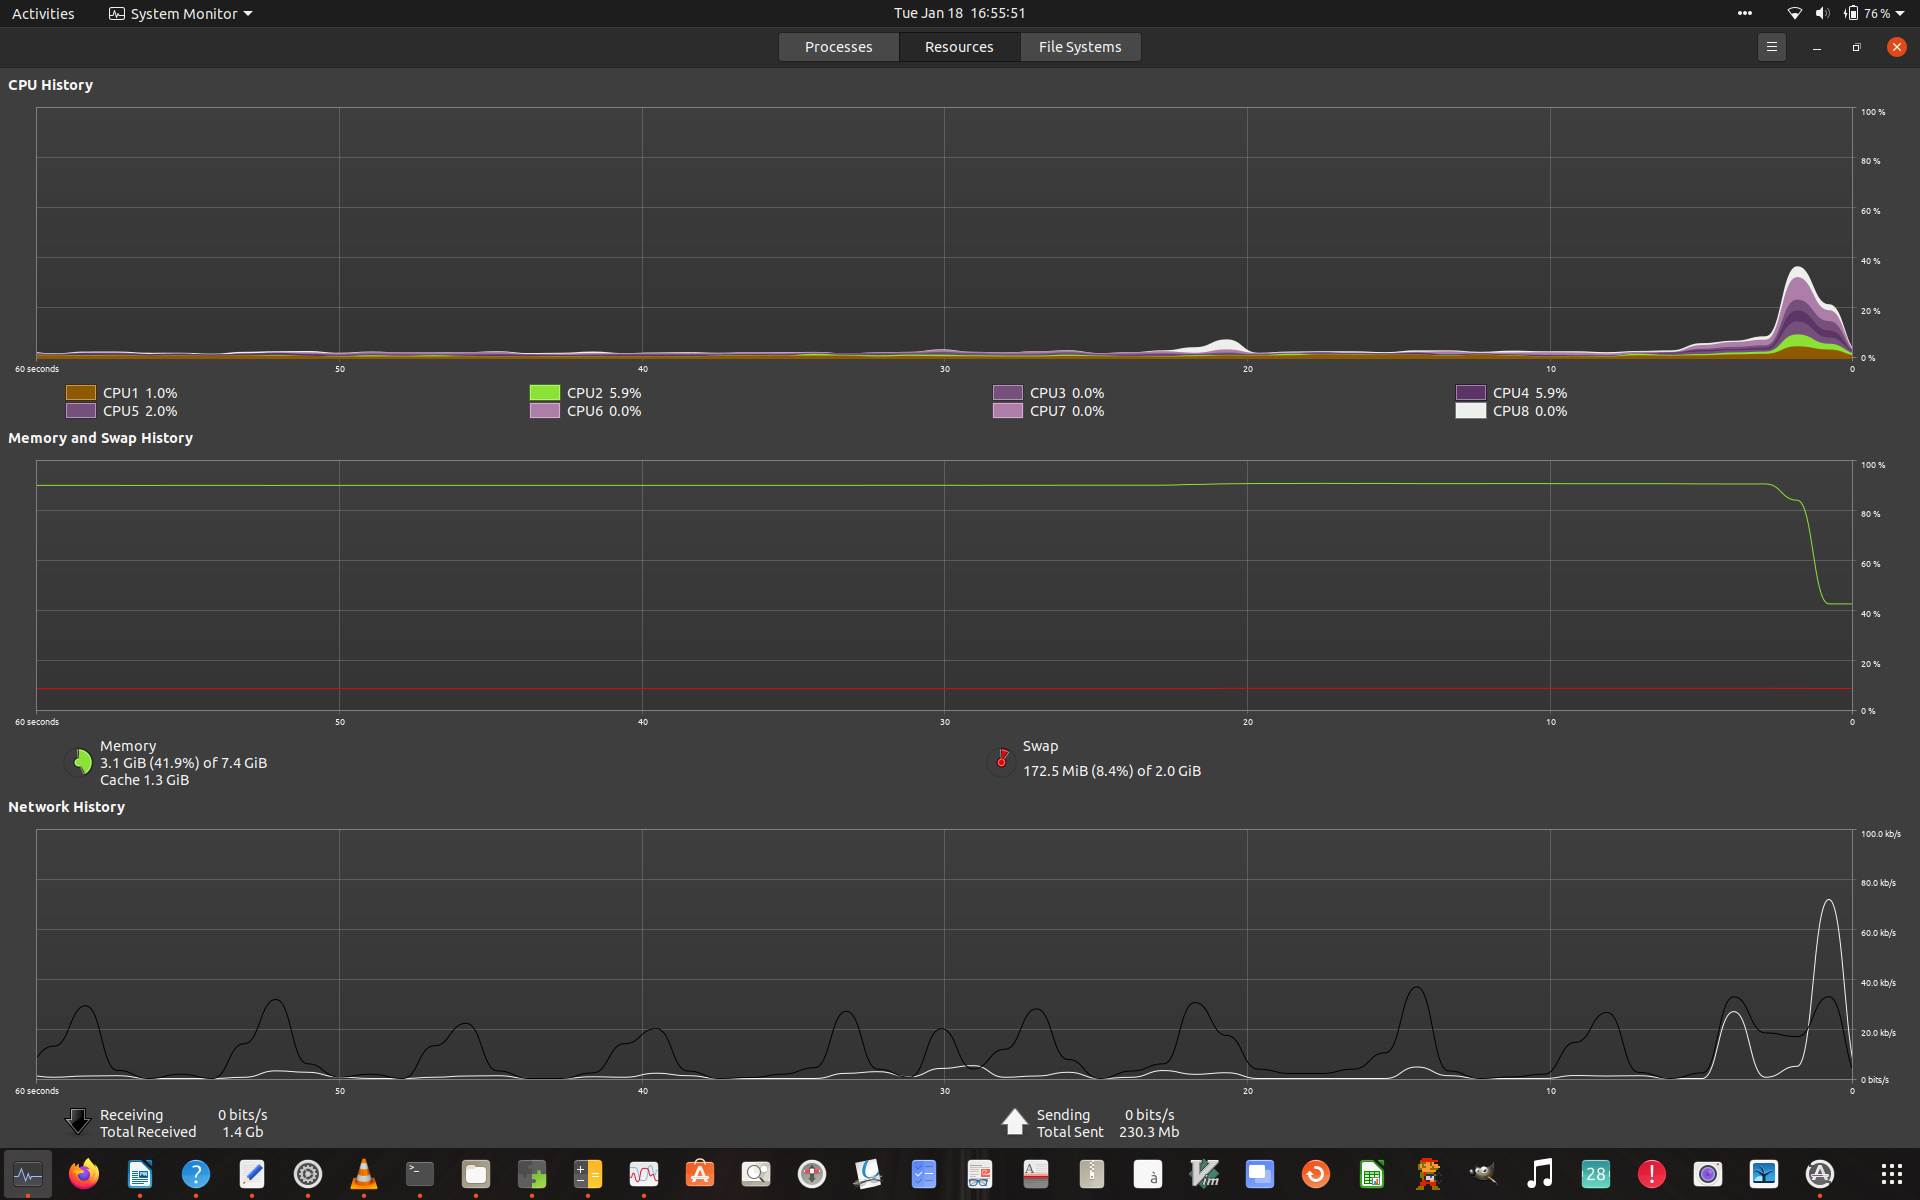 Activities System Monitor Tue Jan 18 16:55:51 76 %
Processes Resources File Systems
CPU History
100 %
80 %
60 %
40 %
20 %
0 %
60 seconds 50 40 30 20 10 0
CPU1 1.0% CPU2 5.9% CPU3 0.0% CPU4 5.9%
CPU5 2.0% CPU6 0.0% CPU7 0.0% CPU8 0.0%
Memory and Swap History
100 %
80 %
60 %
40 %
20 %
0 %
60 seconds 50 40 30 20 10 0
Memory
3.1 GiB (41.9%) of 7.4 GiB
Cache 1.3 GiB
Swap
172.5 MiB (8.4%) of 2.0 GiB
Network History
100.0 kb/s
80.0 kb/s
60.0 kb/s
40.0 kb/s
20.0 kb/s
0 bits/s
60 seconds 50 40 30 20 10 0
Receiving 0 bits/s
Total Received 1.4 Gb
Sending 0 bits/s
Total Sent 230.3 Mb
? >_ A à Vim 28 !